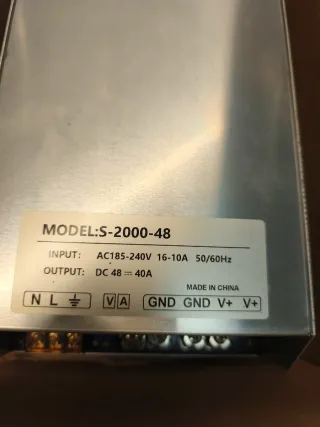 MODEL:S-2000-48
INPUT: AC185-240V 16-10A 50/60Hz
OUTPUT: DC 48⎓40A
MADE IN CHINA
N L ⏚ V A GND GND V+ V+